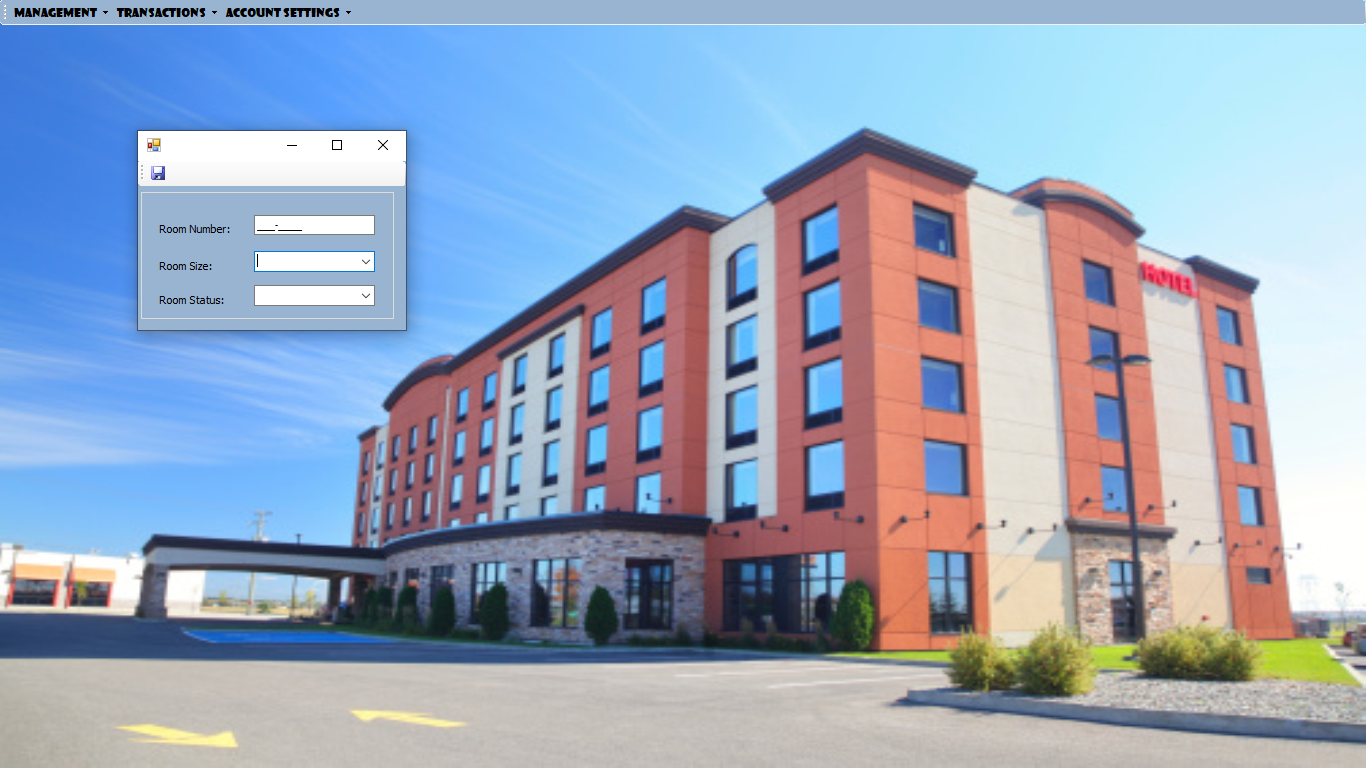 MANAGEMENT TRANSACTIONS ACCOUNT SETTINGS
Room Number: ___-____
Room Size:
Room Status:
HOTEL